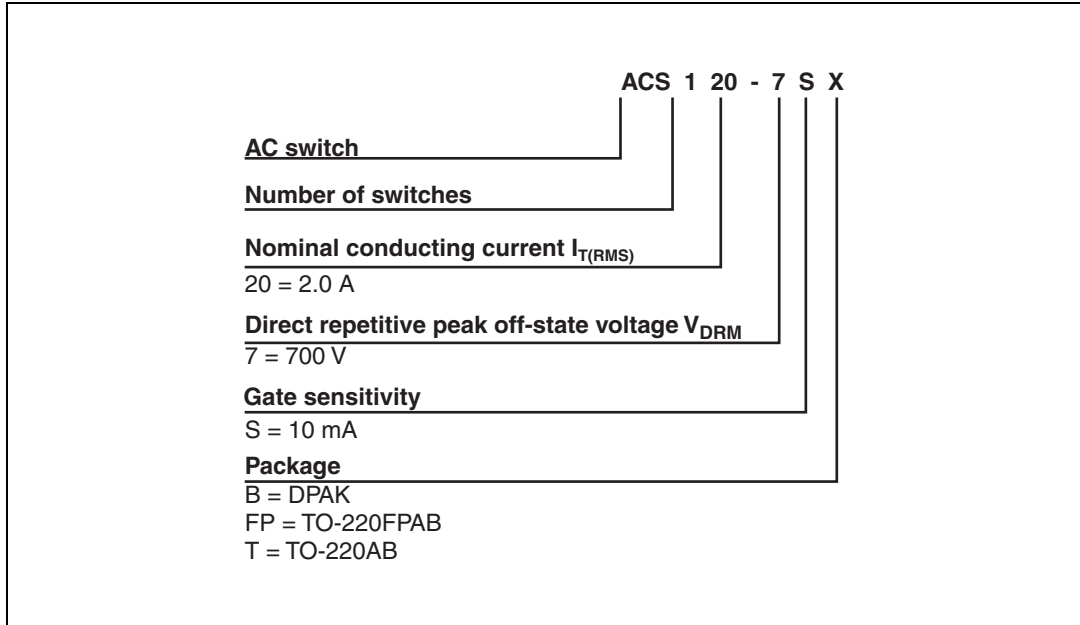 ACS 1 20 - 7 S X
AC switch
Number of switches
Nominal conducting current I_T(RMS)
20 = 2.0 A
Direct repetitive peak off-state voltage V_DRM
7 = 700 V
Gate sensitivity
S = 10 mA
Package
B = DPAK
FP = TO-220FPAB
T = TO-220AB